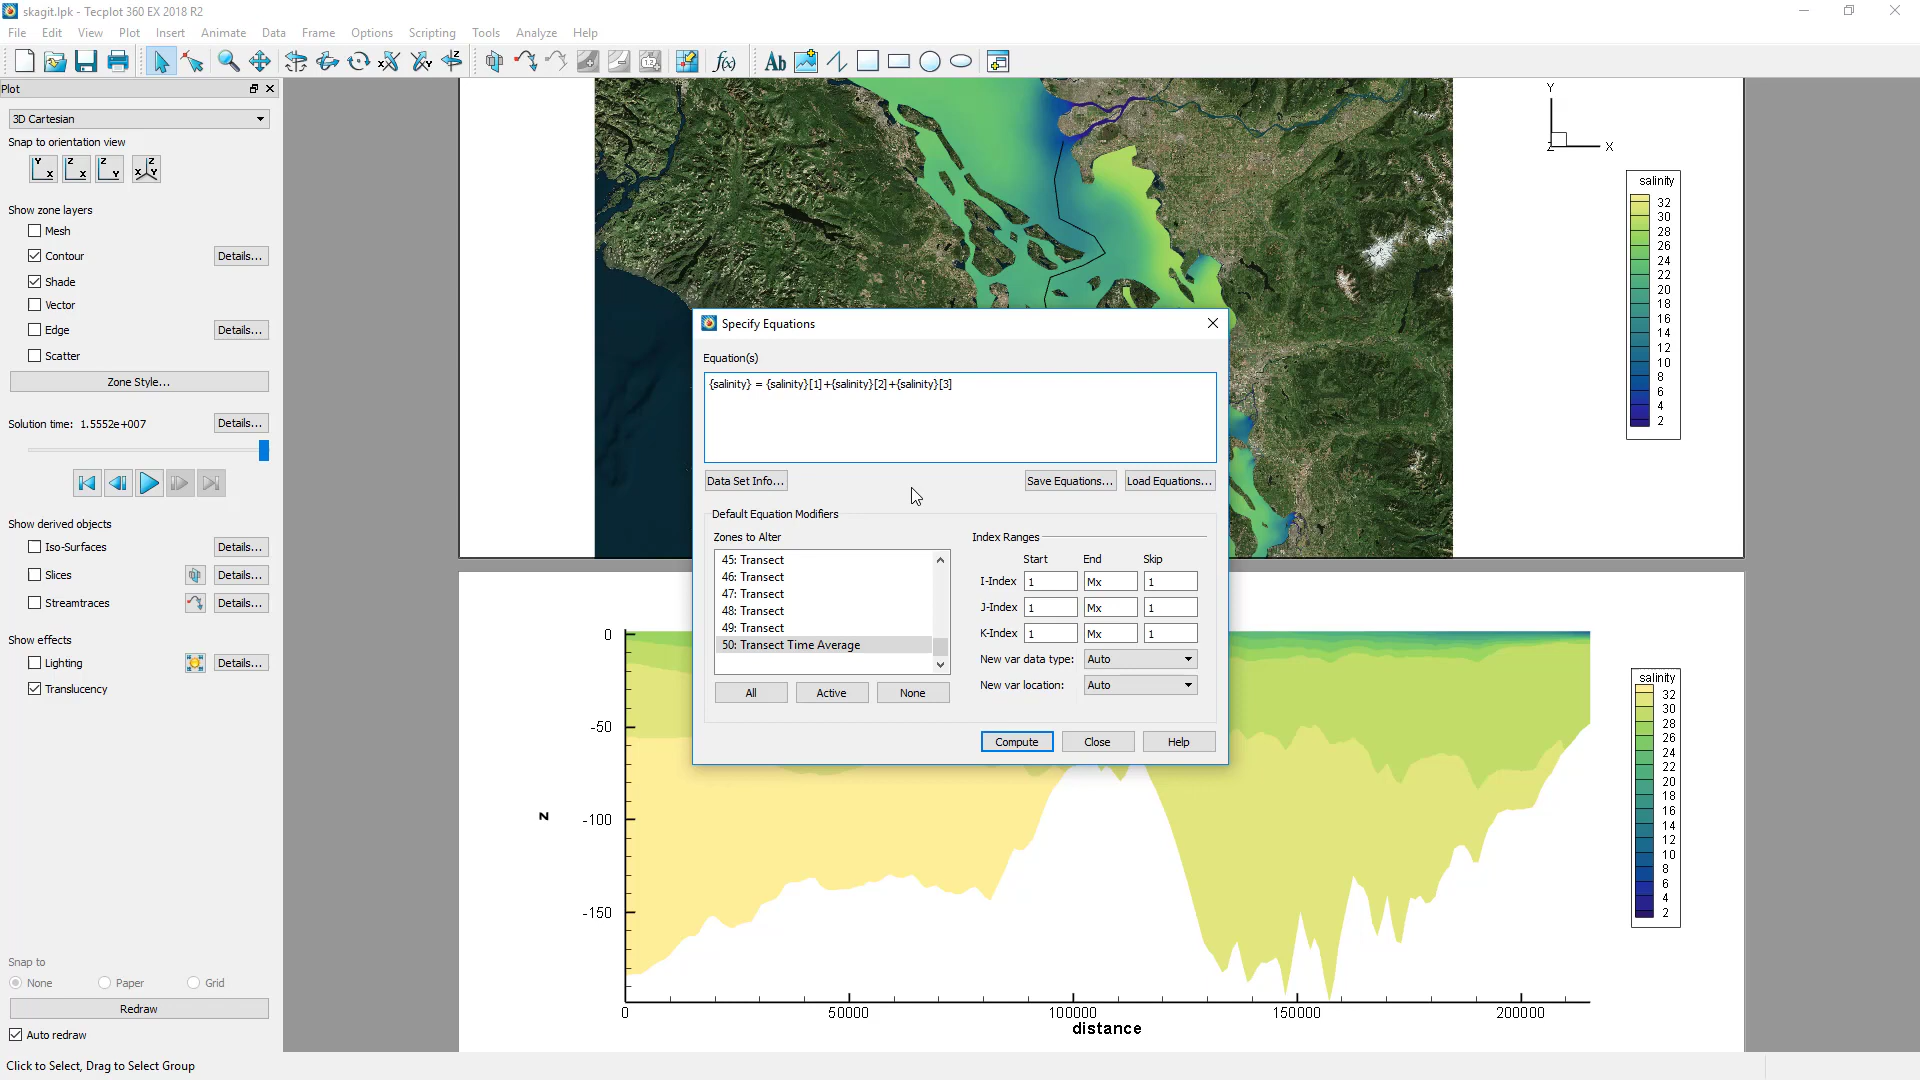 skagit.lpk - Tecplot 360 EX 2018 R2
File Edit View Plot Insert Animate Data Frame Options Scripting Tools Analyze Help
Plot
3D Cartesian
Snap to orientation view
Show zone layers
Mesh
Contour Details...
Shade
Vector
Edge Details...
Scatter
Zone Style...
Solution time: 1.5552e+007 Details...
Show derived objects
Iso-Surfaces Details...
Slices Details...
Streamtraces Details...
Show effects
Lighting Details...
Translucency
Snap to
None Paper Grid
Redraw
Auto redraw
Click to Select, Drag to Select Group
Y
Z X
salinity
32
30
28
26
24
22
20
18
16
14
12
10
8
6
4
2
Specify Equations
Equation(s)
{salinity} = {salinity}[1]+{salinity}[2]+{salinity}[3]
Data Set Info... Save Equations... Load Equations...
Default Equation Modifiers
Zones to Alter
45: Transect
46: Transect
47: Transect
48: Transect
49: Transect
50: Transect Time Average
All Active None
Index Ranges
Start End Skip
I-Index 1 Mx 1
J-Index 1 Mx 1
K-Index 1 Mx 1
New var data type: Auto
New var location: Auto
Compute Close Help
0
-50
-100
-150
Z
0 50000 100000 150000 200000
distance
salinity
32
30
28
26
24
22
20
18
16
14
12
10
8
6
4
2